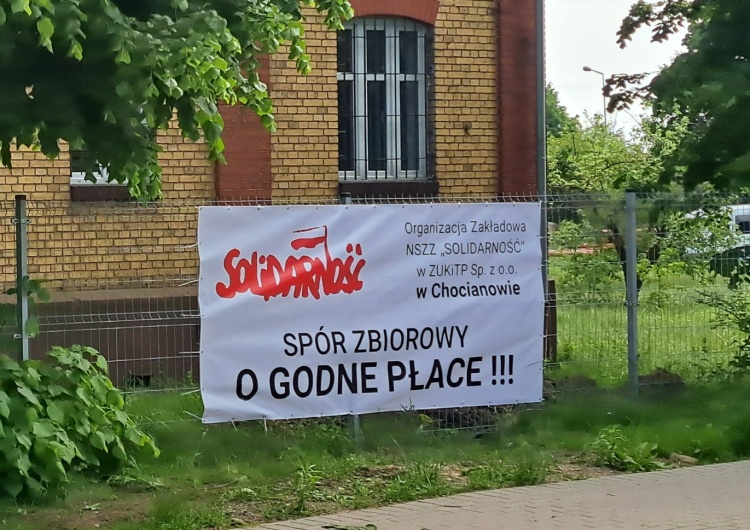 SOLIDARNOŚĆ
Organizacja Zakładowa
NSZZ „SOLIDARNOŚĆ"
w ZUKiTP Sp. z o.o.
w Chocianowie
SPÓR ZBIOROWY
O GODNE PŁACE !!!